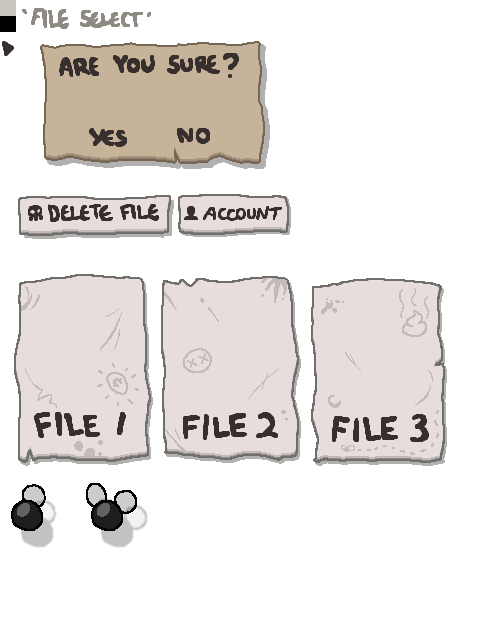 'FILE SELECT'
ARE YOU SURE?
YES NO
DELETE FILE ACCOUNT
FILE 1 FILE 2 FILE 3